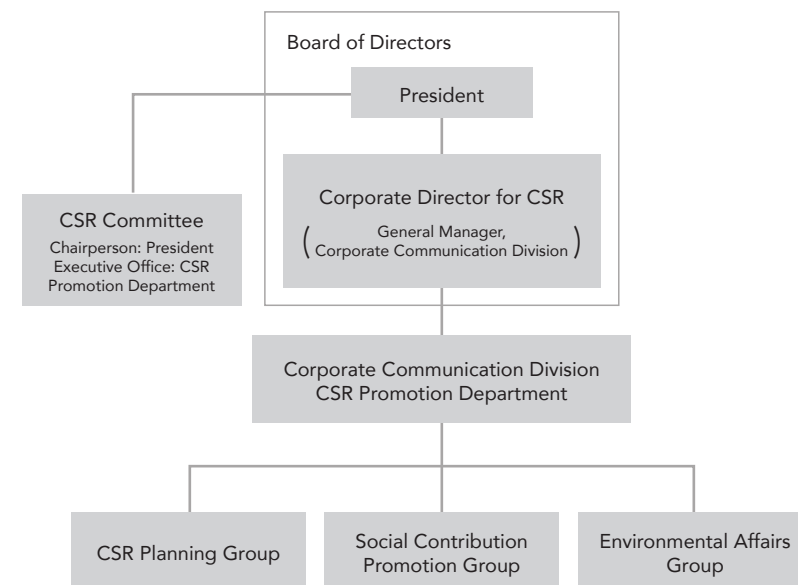 Board of Directors
President
CSR Committee
Chairperson: President
Executive Office: CSR
Promotion Department
Corporate Director for CSR
( General Manager,
Corporate Communication Division )
Corporate Communication Division
CSR Promotion Department
CSR Planning Group
Social Contribution
Promotion Group
Environmental Affairs
Group